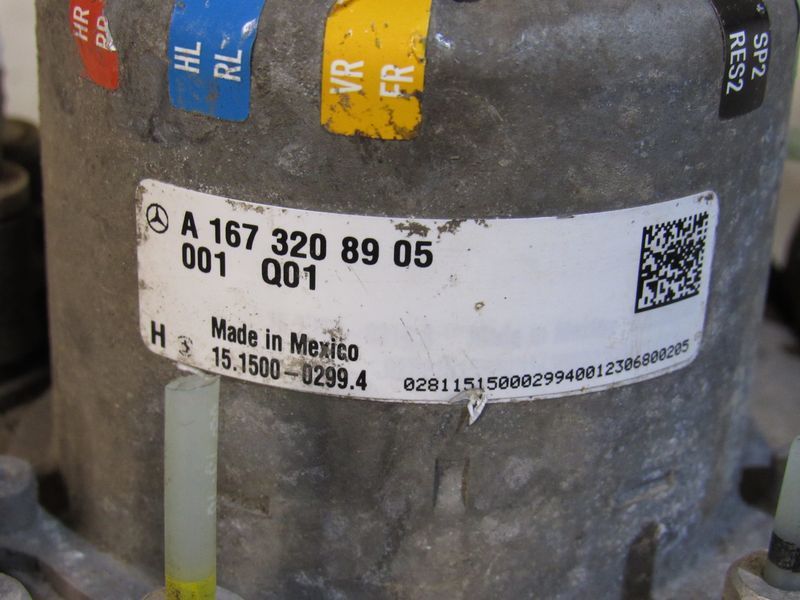 HR
RR
HL
RL
VR
FR
SP2
RES2
A 167 320 89 05
001 Q01
H Made in Mexico
15.1500-0299.4
0281151500029940012306800205